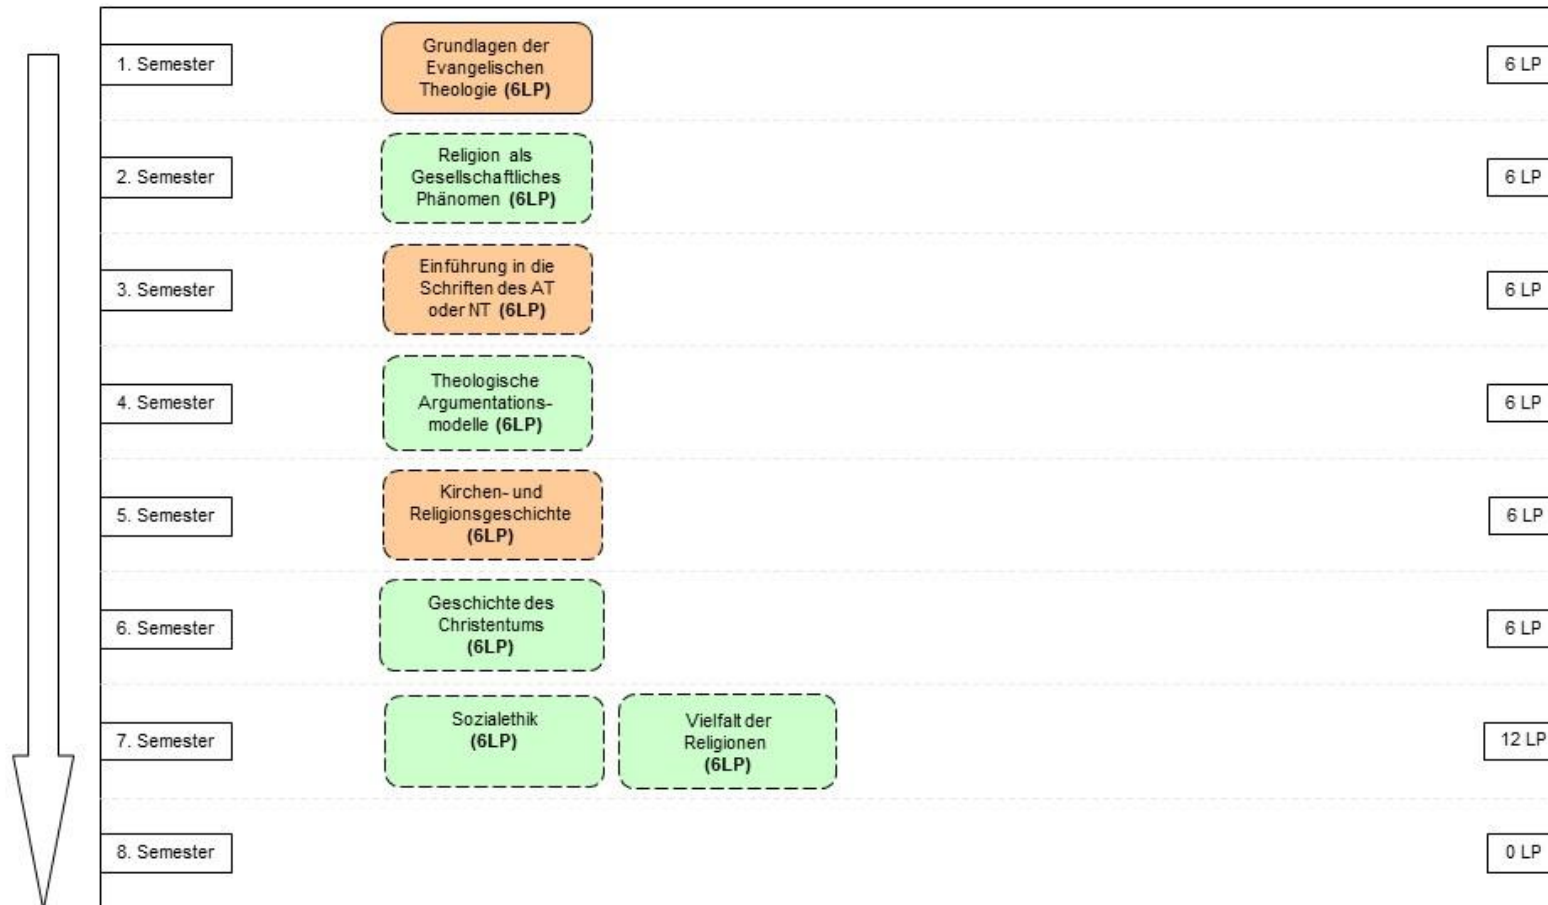 1. Semester
Grundlagen der
Evangelischen
Theologie (6LP)
6 LP
2. Semester
Religion als
Gesellschaftliches
Phänomen (6LP)
6 LP
3. Semester
Einführung in die
Schriften des AT
oder NT (6LP)
6 LP
4. Semester
Theologische
Argumentations-
modelle (6LP)
6 LP
5. Semester
Kirchen- und
Religionsgeschichte
(6LP)
6 LP
6. Semester
Geschichte des
Christentums
(6LP)
6 LP
7. Semester
Sozialethik
(6LP)
Vielfalt der
Religionen
(6LP)
12 LP
8. Semester
0 LP